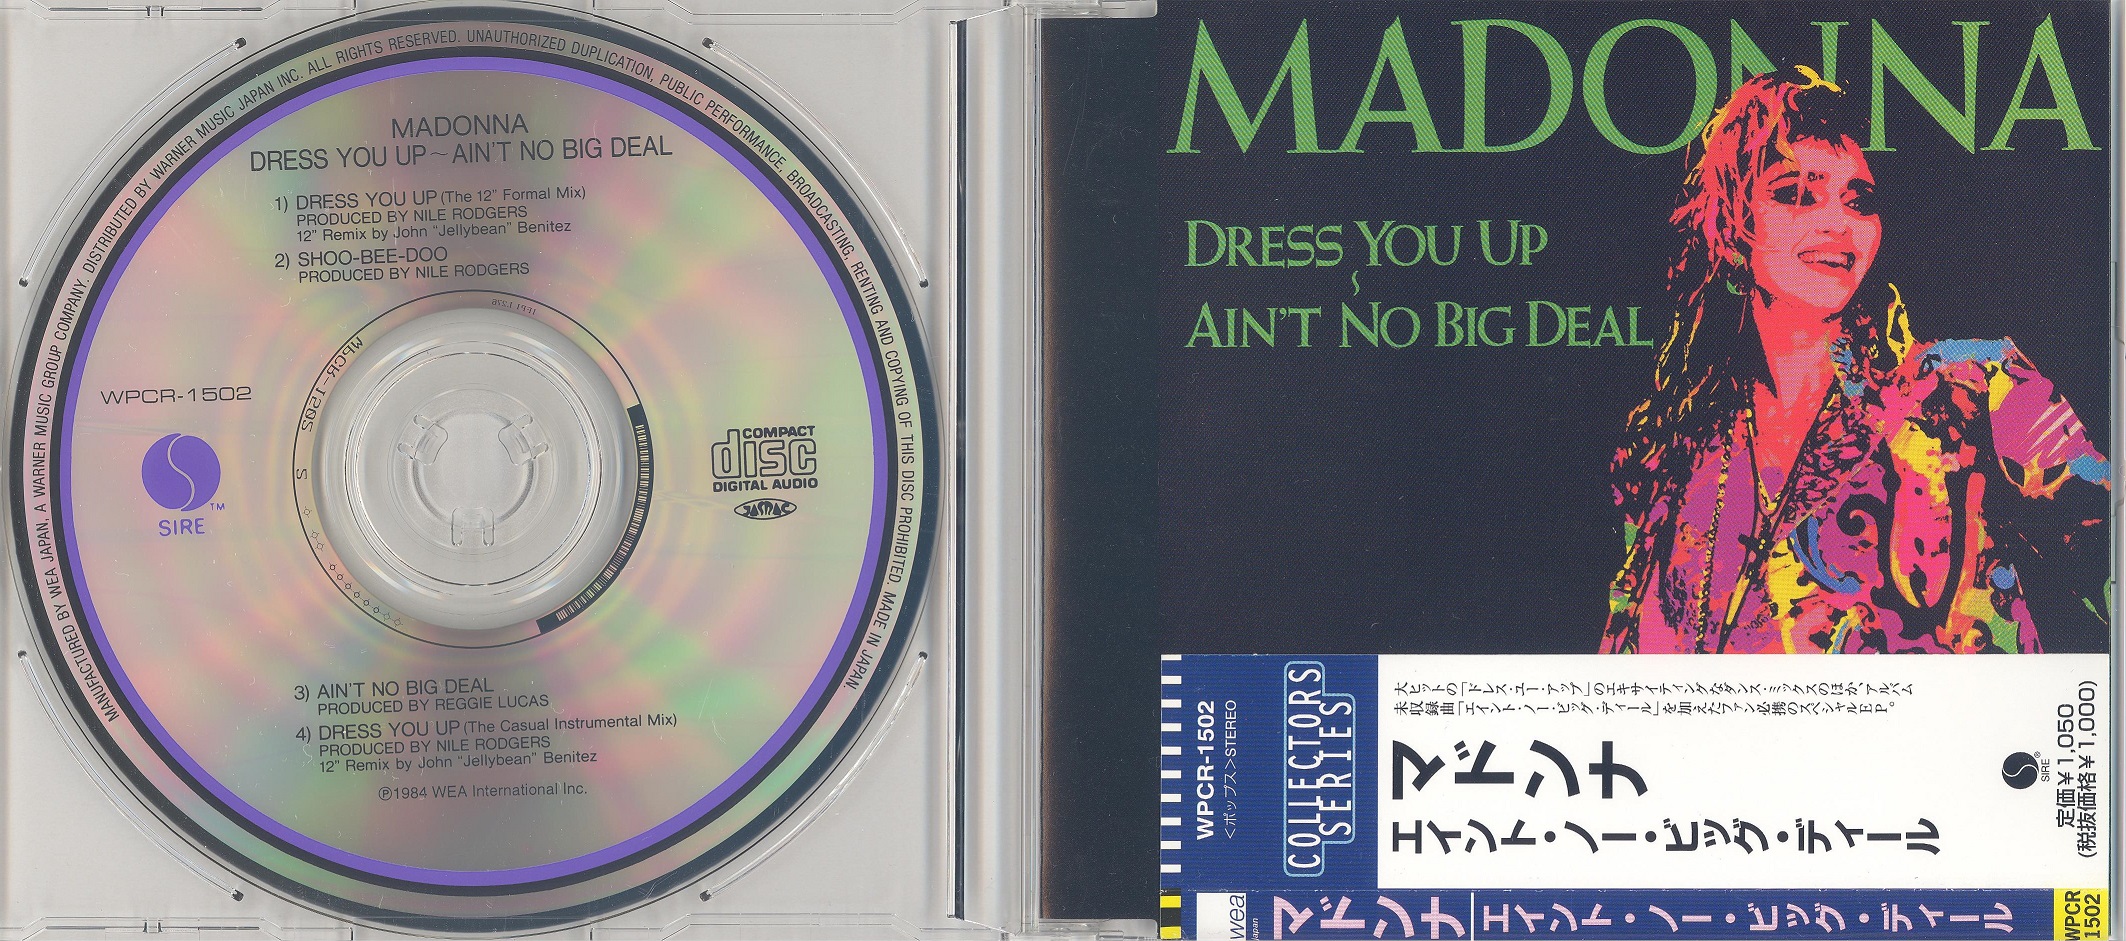 MANUFACTURED BY WEA JAPAN, A WARNER MUSIC GROUP COMPANY. DISTRIBUTED BY WARNER MUSIC JAPAN INC. ALL RIGHTS RESERVED. UNAUTHORIZED DUPLICATION, PUBLIC PERFORMANCE, BROADCASTING, RENTING AND COPYING OF THIS DISC PROHIBITED. MADE IN JAPAN.
MADONNA
DRESS YOU UP～AIN'T NO BIG DEAL
1) DRESS YOU UP (The 12" Formal Mix)
PRODUCED BY NILE RODGERS
12" Remix by John "Jellybean" Benitez
2) SHOO-BEE-DOO
PRODUCED BY NILE RODGERS
WPCR-1502
WPCR-1502 2
SIRE™
COMPACT
disc
DIGITAL AUDIO
JASRAC
3) AIN'T NO BIG DEAL
PRODUCED BY REGGIE LUCAS
4) DRESS YOU UP (The Casual Instrumental Mix)
PRODUCED BY NILE RODGERS
12" Remix by John "Jellybean" Benitez
Ⓟ1984 WEA International Inc.
MADONNA
DRESS YOU UP
～
AIN'T NO BIG DEAL
WPCR-1502
<ポップス>STEREO
COLLECTORS
SERIES
大ヒットの「ドレス・ユー・アップ」のエキサイティングなダンス・ミックスのほか、アルバム
未収録曲「エイント・ノー・ビッグ・ディール」を加えたファン必携のスペシャルEP。
マドンナ
エイント・ノー・ビッグ・ディール
SIRE®
定価¥1,050
(税抜価格¥1,000)
wea
japan
マドンナ
エイント・ノー・ビッグ・ディール
WPCR
1502